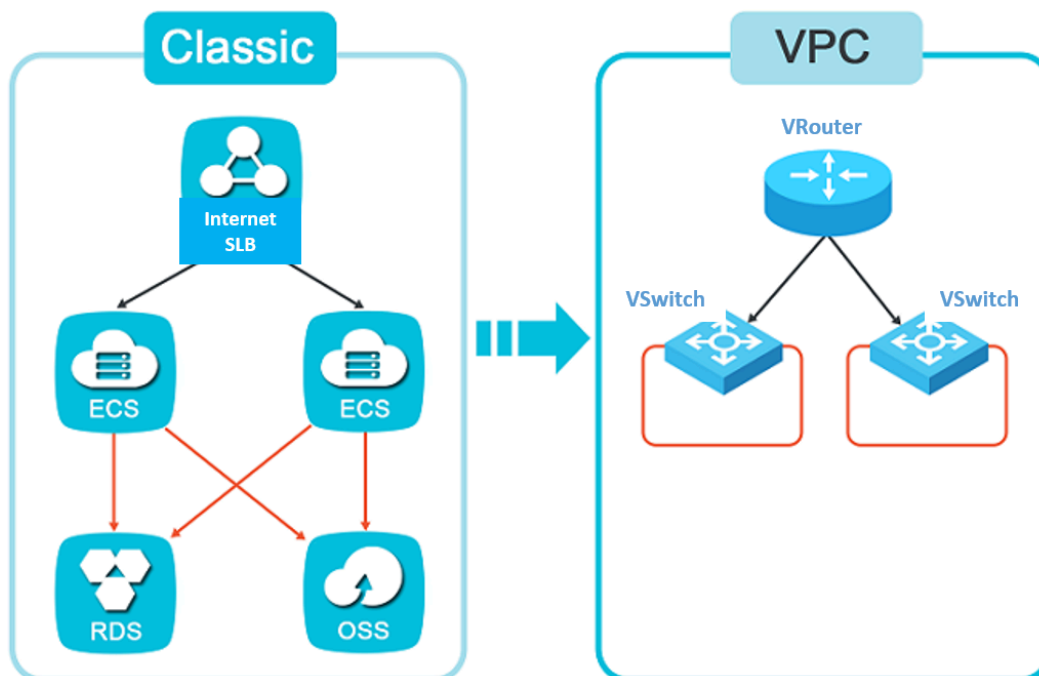 Classic
Internet
SLB
ECS
ECS
RDS
OSS
VPC
VRouter
VSwitch
VSwitch